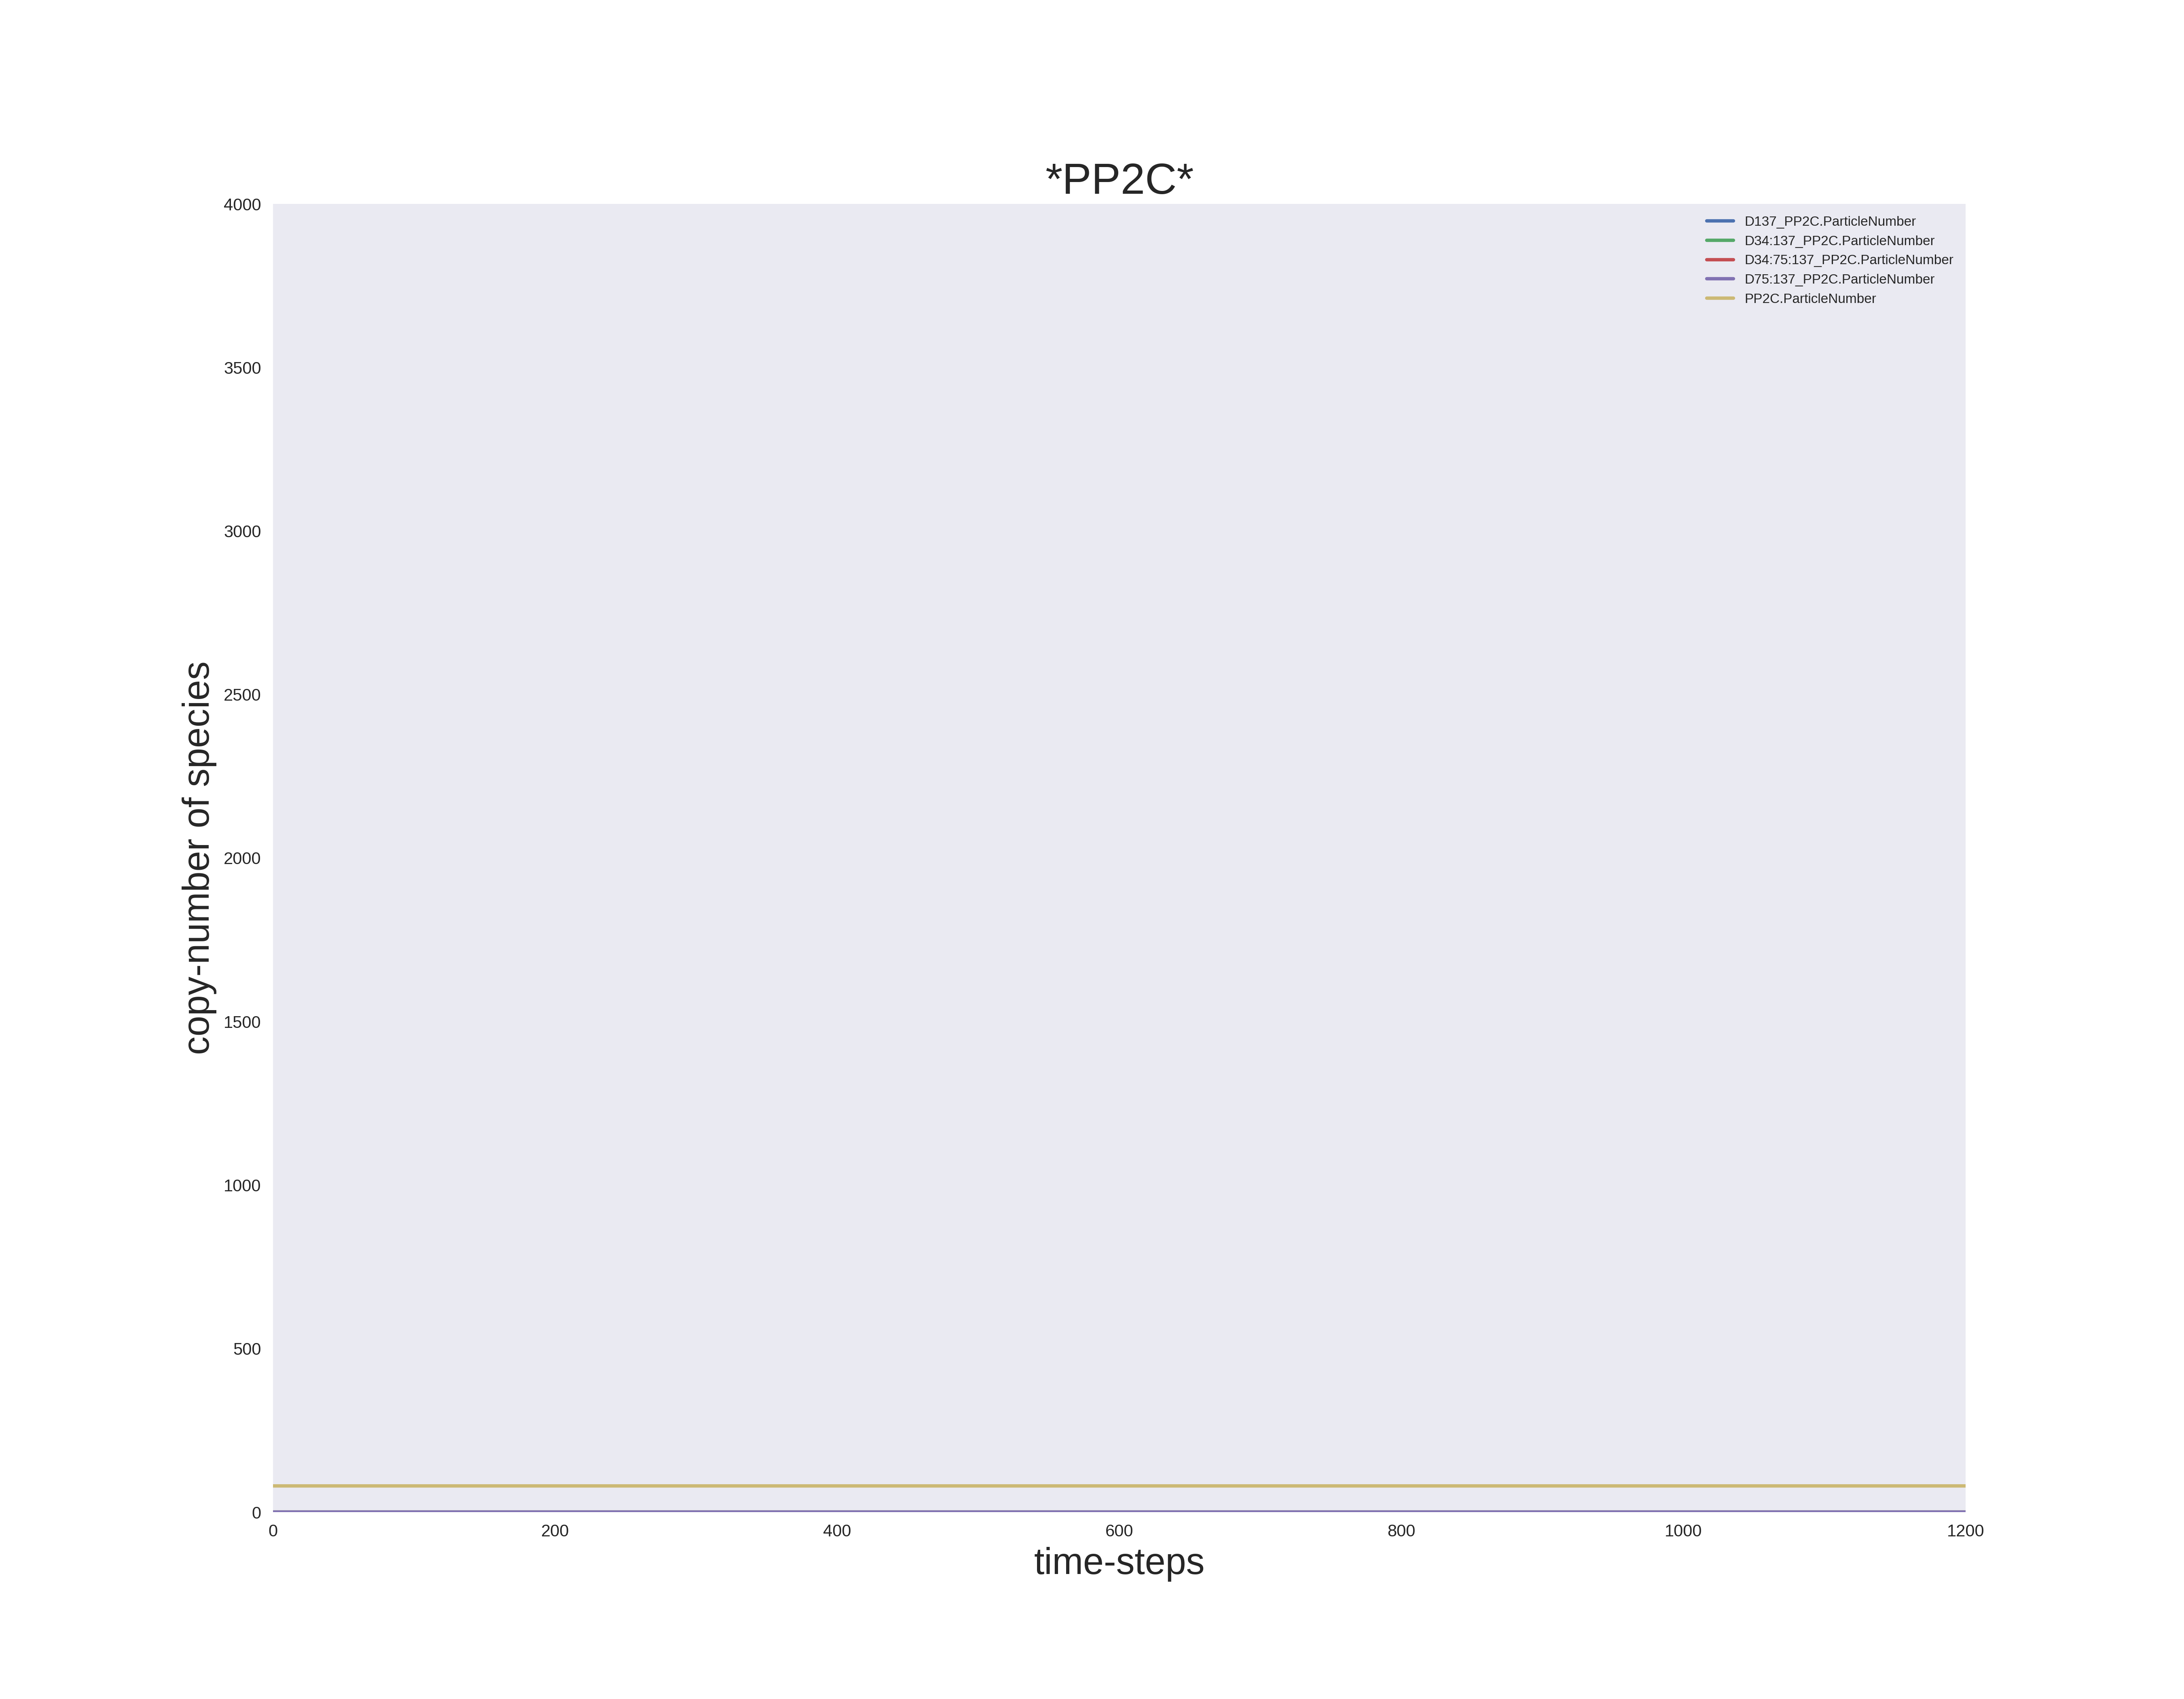 *PP2C*
4000
3500
3000
2500
2000
1500
1000
500
0
copy-number of species
D137_PP2C.ParticleNumber
D34:137_PP2C.ParticleNumber
D34:75:137_PP2C.ParticleNumber
D75:137_PP2C.ParticleNumber
PP2C.ParticleNumber
0 200 400 600 800 1000 1200
time-steps